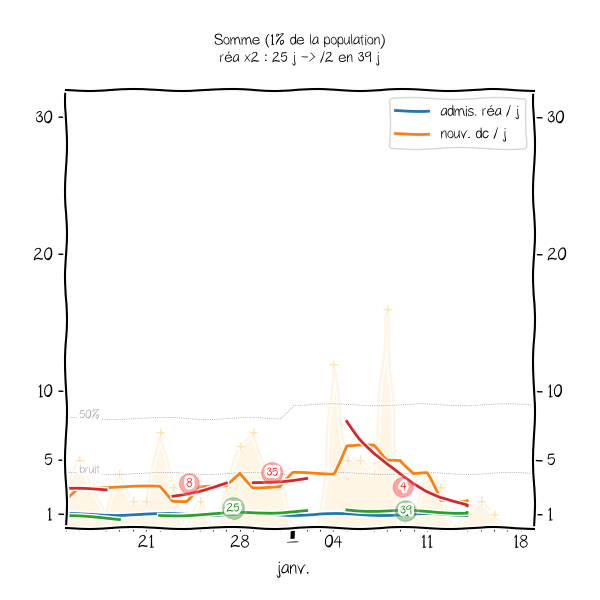 Somme (1% de la population)
réa x2 : 25 j -> /2 en 39 j
admis. réa / j
nouv. dc / j
30 30
20 20
10 10
50%
5 5
bruit
8 35 4
25 39
1 1
21 28 1 04 11 18
janv.